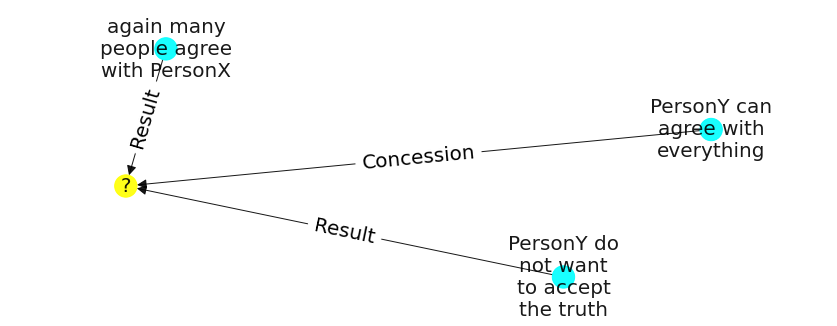 again many
people agree
with PersonX
Result
PersonY can
agree with
everything
Concession
?
Result
PersonY do
not want
to accept
the truth